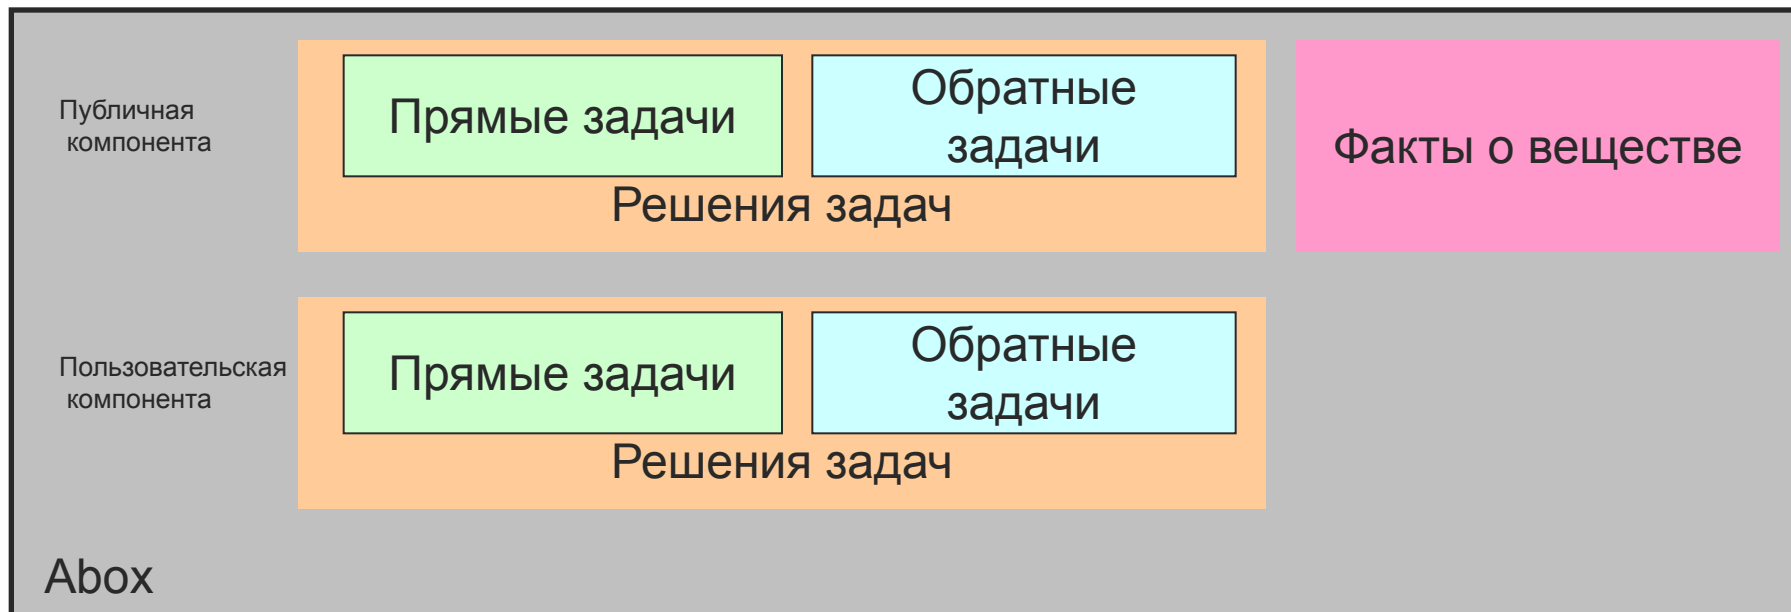 Публичная
компонента
Прямые задачи
Обратные
задачи
Решения задач
Факты о веществе
Пользовательская
компонента
Прямые задачи
Обратные
задачи
Решения задач
Abox